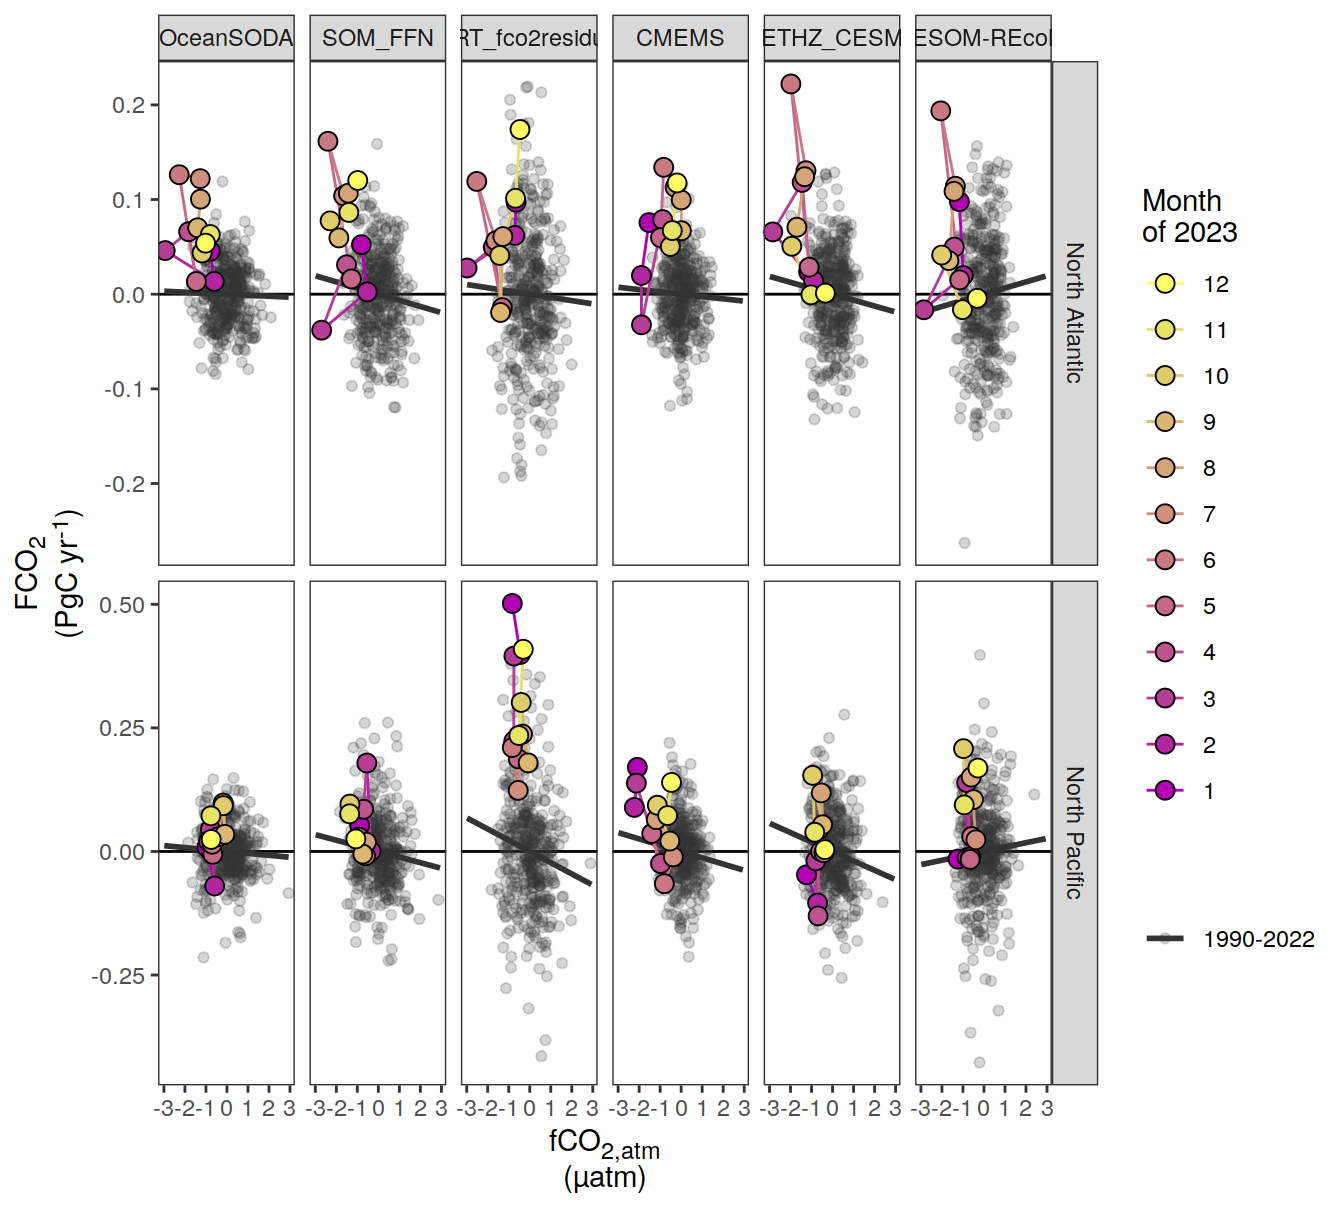 OceanSODA SOM_FFN RT_fco2residu CMEMS ETHZ_CESM ESOM-REcol
0.2
0.1
0.0
-0.1
-0.2
North Atlantic
0.50
0.25
0.00
-0.25
North Pacific
-3 -2 -1 0 1 2 3 -3 -2 -1 0 1 2 3 -3 -2 -1 0 1 2 3 -3 -2 -1 0 1 2 3 -3 -2 -1 0 1 2 3 -3 -2 -1 0 1 2 3
FCO2
(PgC yr-1)
fCO2,atm
(µatm)
Month
of 2023
12
11
10
9
8
7
6
5
4
3
2
1
1990-2022